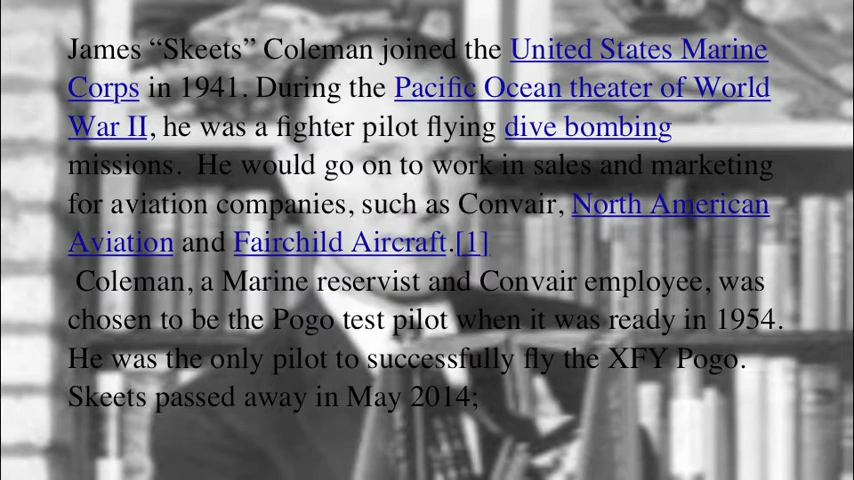 James “Skeets” Coleman joined the United States Marine
Corps in 1941. During the Pacific Ocean theater of World
War II, he was a fighter pilot flying dive bombing
missions.  He would go on to work in sales and marketing
for aviation companies, such as Convair, North American
Aviation and Fairchild Aircraft.[1]
Coleman, a Marine reservist and Convair employee, was
chosen to be the Pogo test pilot when it was ready in 1954.
He was the only pilot to successfully fly the XFY Pogo.
Skeets passed away in May 2014;